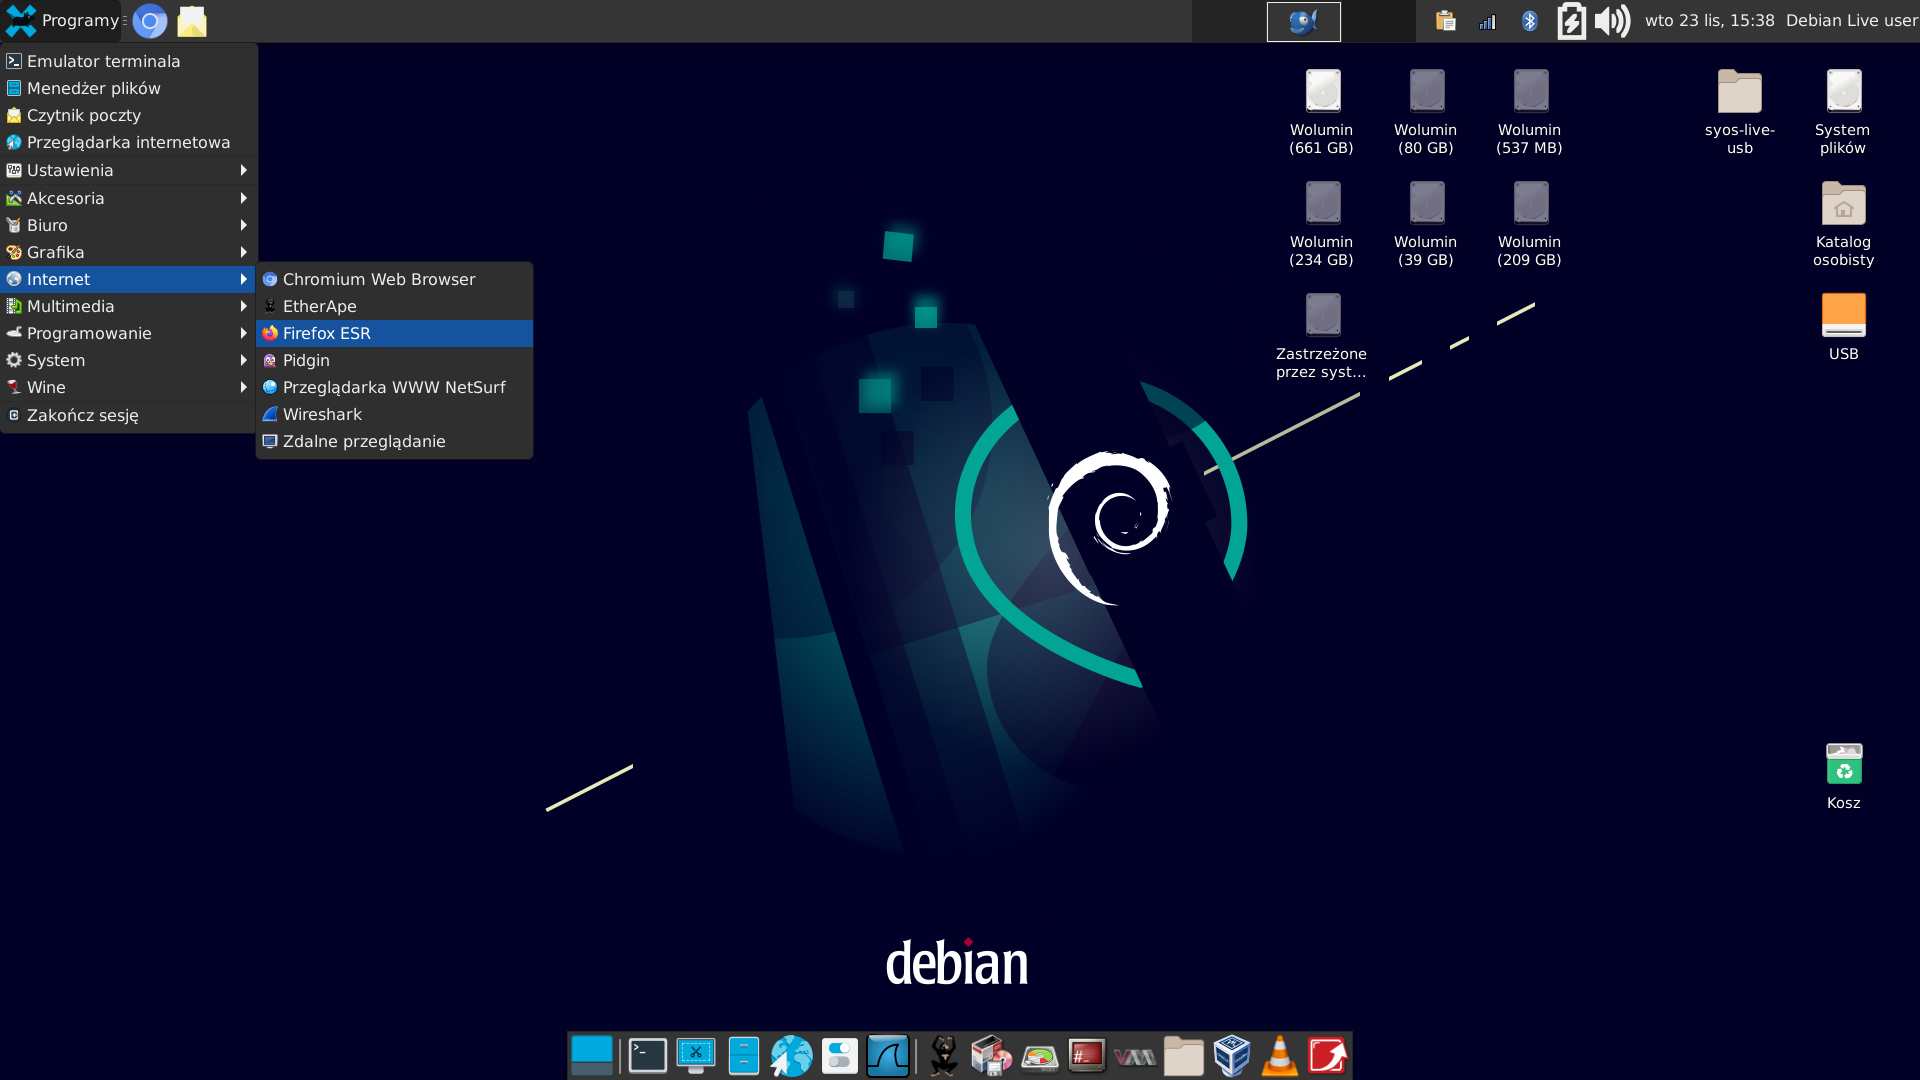 Programy
wto 23 lis, 15:38 Debian Live user
Emulator terminala
Menedżer plików
Czytnik poczty
Przeglądarka internetowa
Ustawienia
Akcesoria
Biuro
Grafika
Internet
Multimedia
Programowanie
System
Wine
Zakończ sesję
Chromium Web Browser
EtherApe
Firefox ESR
Pidgin
Przeglądarka WWW NetSurf
Wireshark
Zdalne przeglądanie
Wolumin
(661 GB)
Wolumin
(80 GB)
Wolumin
(537 MB)
syos-live-
usb
System
plików
Wolumin
(234 GB)
Wolumin
(39 GB)
Wolumin
(209 GB)
Katalog
osobisty
Zastrzeżone
przez syst...
USB
Kosz
debian